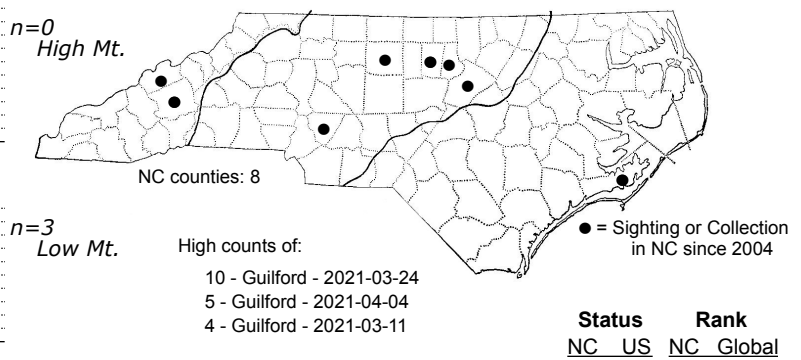 n=0
High Mt.
NC counties: 8
n=3
Low Mt.
High counts of:
10 - Guilford - 2021-03-24
5 - Guilford - 2021-04-04
4 - Guilford - 2021-03-11
● = Sighting or Collection
in NC since 2004
Status Rank
NC US NC Global